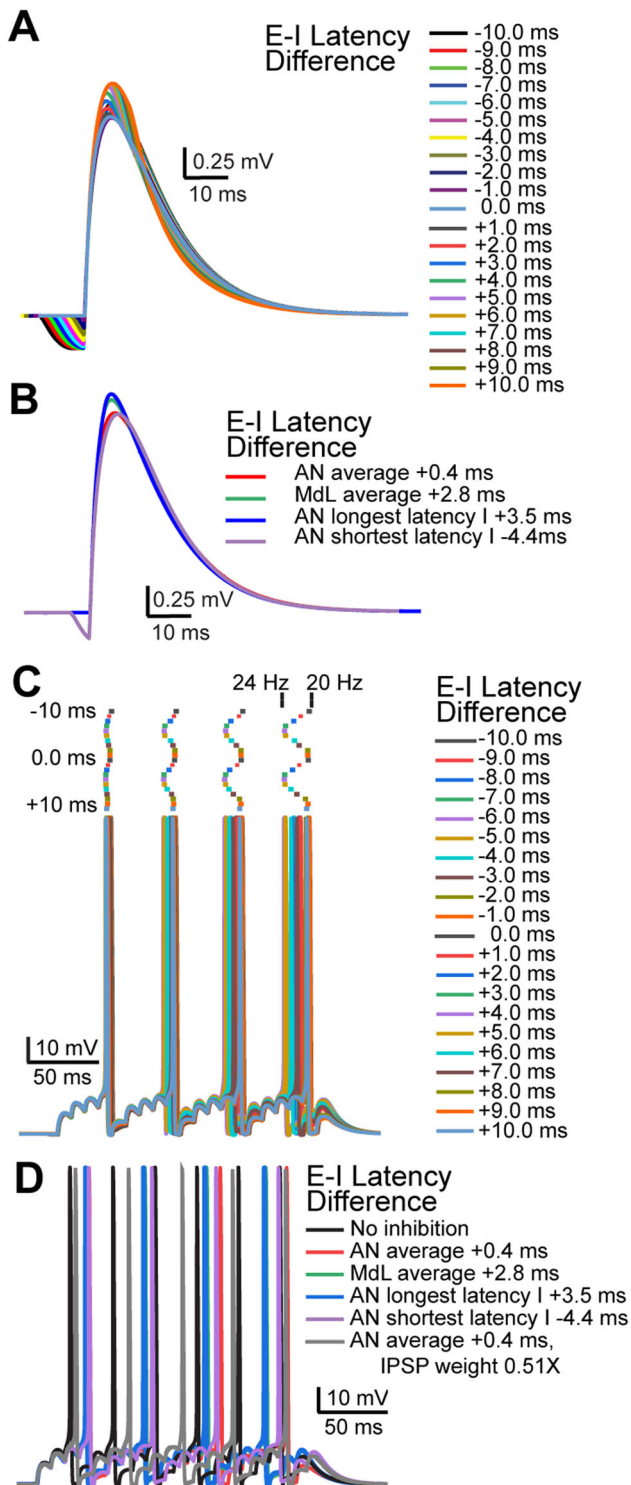 A
E-I Latency
Difference
-10.0 ms
-9.0 ms
-8.0 ms
-7.0 ms
-6.0 ms
-5.0 ms
-4.0 ms
-3.0 ms
-2.0 ms
-1.0 ms
0.0 ms
+1.0 ms
+2.0 ms
+3.0 ms
+4.0 ms
+5.0 ms
+6.0 ms
+7.0 ms
+8.0 ms
+9.0 ms
+10.0 ms
0.25 mV
10 ms
B
E-I Latency
Difference
AN average +0.4 ms
MdL average +2.8 ms
AN longest latency I +3.5 ms
AN shortest latency I -4.4ms
0.25 mV
10 ms
C
24 Hz
20 Hz
-10 ms
0.0 ms
+10 ms
10 mV
50 ms
E-I Latency
Difference
-10.0 ms
-9.0 ms
-8.0 ms
-7.0 ms
-6.0 ms
-5.0 ms
-4.0 ms
-3.0 ms
-2.0 ms
-1.0 ms
0.0 ms
+1.0 ms
+2.0 ms
+3.0 ms
+4.0 ms
+5.0 ms
+6.0 ms
+7.0 ms
+8.0 ms
+9.0 ms
+10.0 ms
D
E-I Latency
Difference
No inhibition
AN average +0.4 ms
MdL average +2.8 ms
AN longest latency I +3.5 ms
AN shortest latency I -4.4 ms
AN average +0.4 ms,
IPSP weight 0.51X
10 mV
50 ms